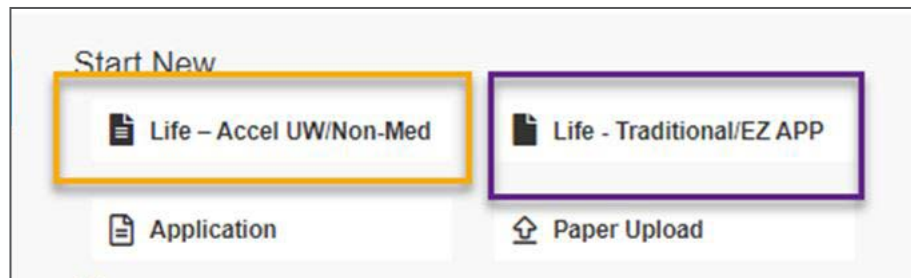 Start New
Life – Accel UW/Non-Med
Life - Traditional/EZ APP
Application
Paper Upload